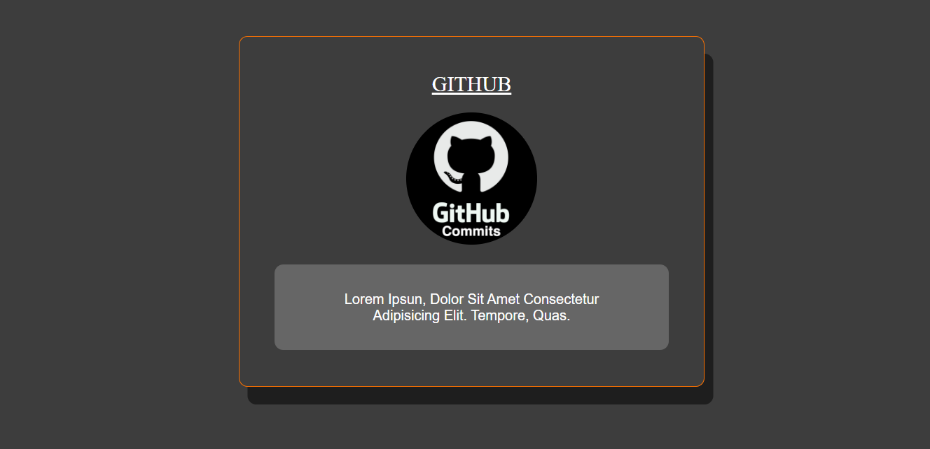 GITHUB
GitHub
Commits
Lorem Ipsun, Dolor Sit Amet Consectetur
Adipisicing Elit. Tempore, Quas.